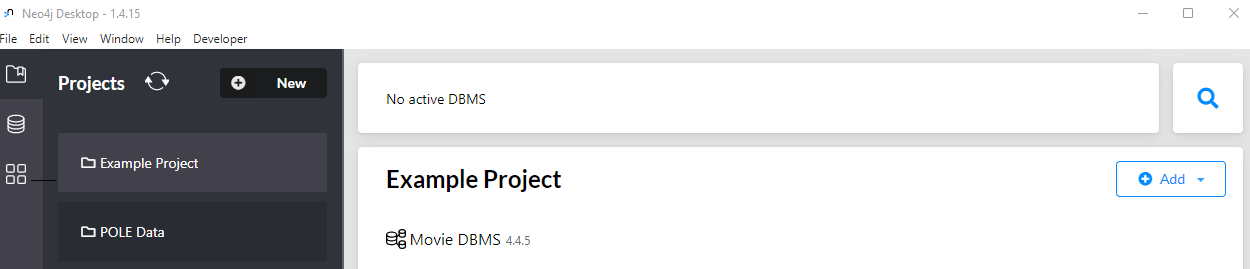 Neo4j Desktop - 1.4.15
File Edit View Window Help Developer
Projects
New
No active DBMS
Example Project
POLE Data
Example Project
Add
Movie DBMS 4.4.5